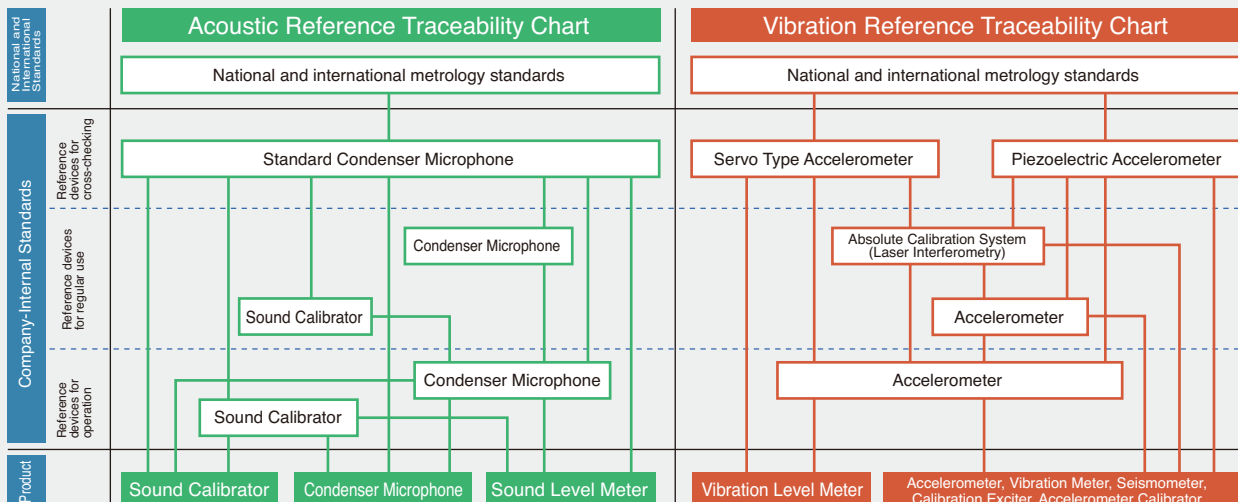 National and
International
Standards
Acoustic Reference Traceability Chart
Vibration Reference Traceability Chart
National and international metrology standards
National and international metrology standards
Company-Internal Standards
Reference
devices for
cross-checking
Standard Condenser Microphone
Servo Type Accelerometer
Piezoelectric Accelerometer
Reference devices
for regular use
Condenser Microphone
Absolute Calibration System
(Laser Interferometry)
Sound Calibrator
Accelerometer
Reference
devices for
operation
Condenser Microphone
Accelerometer
Sound Calibrator
Product
Sound Calibrator
Condenser Microphone
Sound Level Meter
Vibration Level Meter
Accelerometer, Vibration Meter, Seismometer,
Calibration Exciter, Accelerometer Calibrator